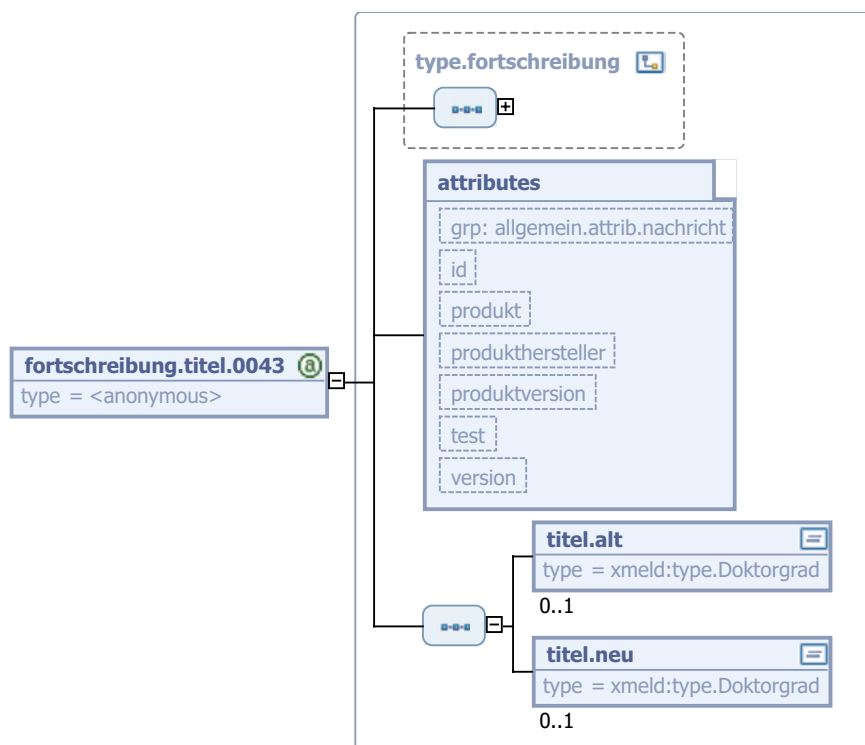 type.fortschreibung
attributes
grp: allgemein.attrib.nachricht
id
produkt
produkthersteller
produktversion
test
version
fortschreibung.titel.0043
type = <anonymous>
titel.alt
type = xmeld:type.Doktorgrad
0..1
titel.neu
type = xmeld:type.Doktorgrad
0..1